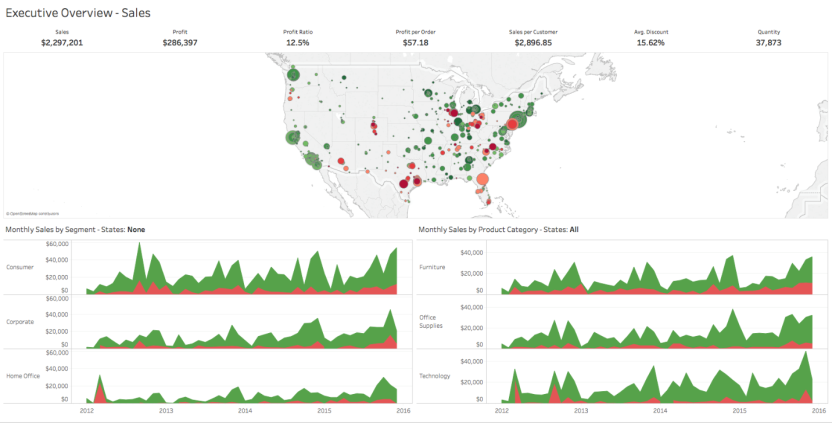 Executive Overview - Sales
Sales Profit Profit Ratio Profit per Order Sales per Customer Avg. Discount Quantity
$2,297,201 $286,397 12.5% $57.18 $2,896.85 15.62% 37,873
© OpenStreetMap contributors
Monthly Sales by Segment - States: None
Consumer
$60,000
$40,000
$20,000
$0
Corporate
$60,000
$40,000
$20,000
$0
Home Office
$60,000
$40,000
$20,000
$0
2012 2013 2014 2015 2016
Monthly Sales by Product Category - States: All
Furniture
$40,000
$20,000
$0
Office
Supplies
$40,000
$20,000
$0
Technology
$40,000
$20,000
$0
2012 2013 2014 2015 2016